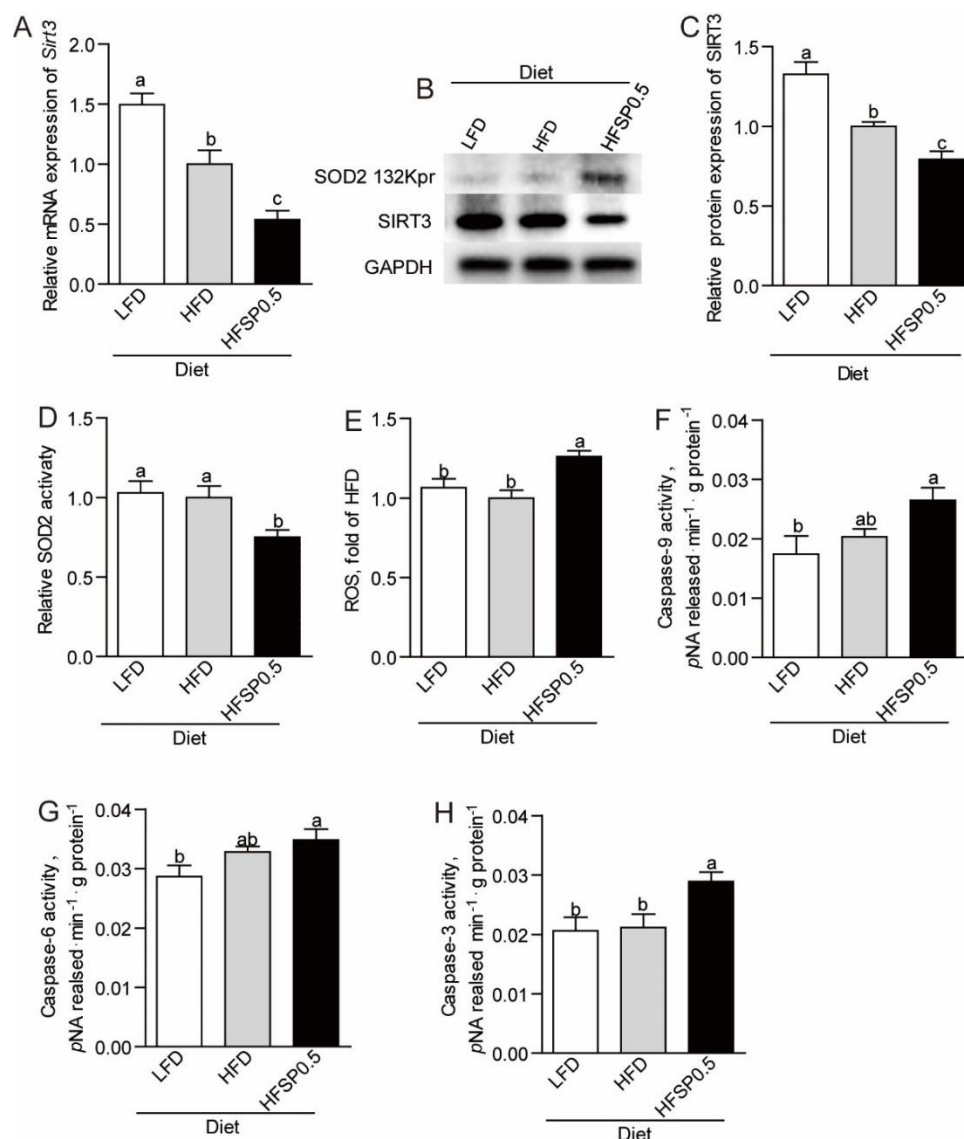 A
Relative mRNA expression of Sirt3
2.0
1.5
1.0
0.5
0.0
a
b
c
LFD
HFD
HFSP0.5
Diet
B
Diet
LFD
HFD
HFSP0.5
SOD2 132Kpr
SIRT3
GAPDH
C
Relative protein expression of SIRT3
1.5
1.0
0.5
0.0
a
b
c
LFD
HFD
HFSP0.5
Diet
D
Relative SOD2 activaty
1.5
1.0
0.5
0.0
a
a
b
LFD
HFD
HFSP0.5
Diet
E
ROS, fold of HFD
1.5
1.0
0.5
0.0
b
b
a
LFD
HFD
HFSP0.5
Diet
F
Caspase-9 activity,
pNA released·min⁻¹· g protein⁻¹
0.04
0.03
0.02
0.01
0.00
b
ab
a
LFD
HFD
HFSP0.5
Diet
G
Caspase-6 activity,
pNA realsed·min⁻¹· g protein⁻¹
0.04
0.03
0.02
0.01
0.00
b
ab
a
LFD
HFD
HFSP0.5
Diet
H
Caspase-3 activity,
pNA realised min⁻¹· g protein⁻¹
0.04
0.03
0.02
0.01
0.00
b
b
a
LFD
HFD
HFSP0.5
Diet